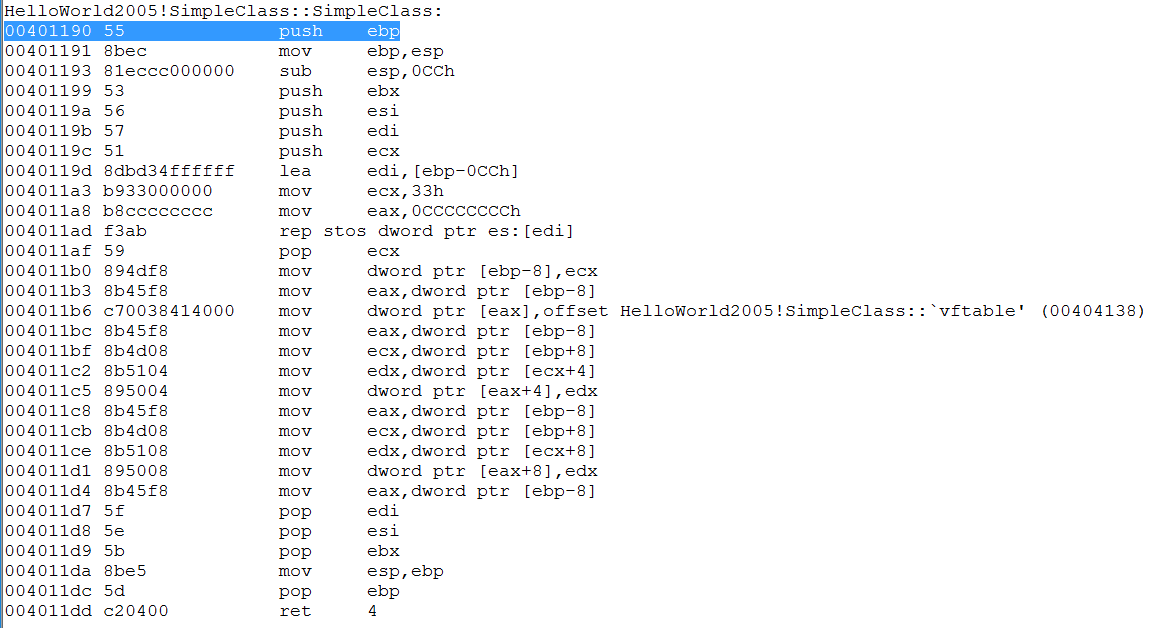 HelloWorld2005!SimpleClass::SimpleClass:
00401190 55 push ebp
00401191 8bec mov ebp,esp
00401193 81eccc000000 sub esp,0CCh
00401199 53 push ebx
0040119a 56 push esi
0040119b 57 push edi
0040119c 51 push ecx
0040119d 8dbd34ffffff lea edi,[ebp-0CCh]
004011a3 b933000000 mov ecx,33h
004011a8 b8cccccccc mov eax,0CCCCCCCCh
004011ad f3ab rep stos dword ptr es:[edi]
004011af 59 pop ecx
004011b0 894df8 mov dword ptr [ebp-8],ecx
004011b3 8b45f8 mov eax,dword ptr [ebp-8]
004011b6 c70038414000 mov dword ptr [eax],offset HelloWorld2005!SimpleClass::`vftable' (00404138)
004011bc 8b45f8 mov eax,dword ptr [ebp-8]
004011bf 8b4d08 mov ecx,dword ptr [ebp+8]
004011c2 8b5104 mov edx,dword ptr [ecx+4]
004011c5 895004 mov dword ptr [eax+4],edx
004011c8 8b45f8 mov eax,dword ptr [ebp-8]
004011cb 8b4d08 mov ecx,dword ptr [ebp+8]
004011ce 8b5108 mov edx,dword ptr [ecx+8]
004011d1 895008 mov dword ptr [eax+8],edx
004011d4 8b45f8 mov eax,dword ptr [ebp-8]
004011d7 5f pop edi
004011d8 5e pop esi
004011d9 5b pop ebx
004011da 8be5 mov esp,ebp
004011dc 5d pop ebp
004011dd c20400 ret 4